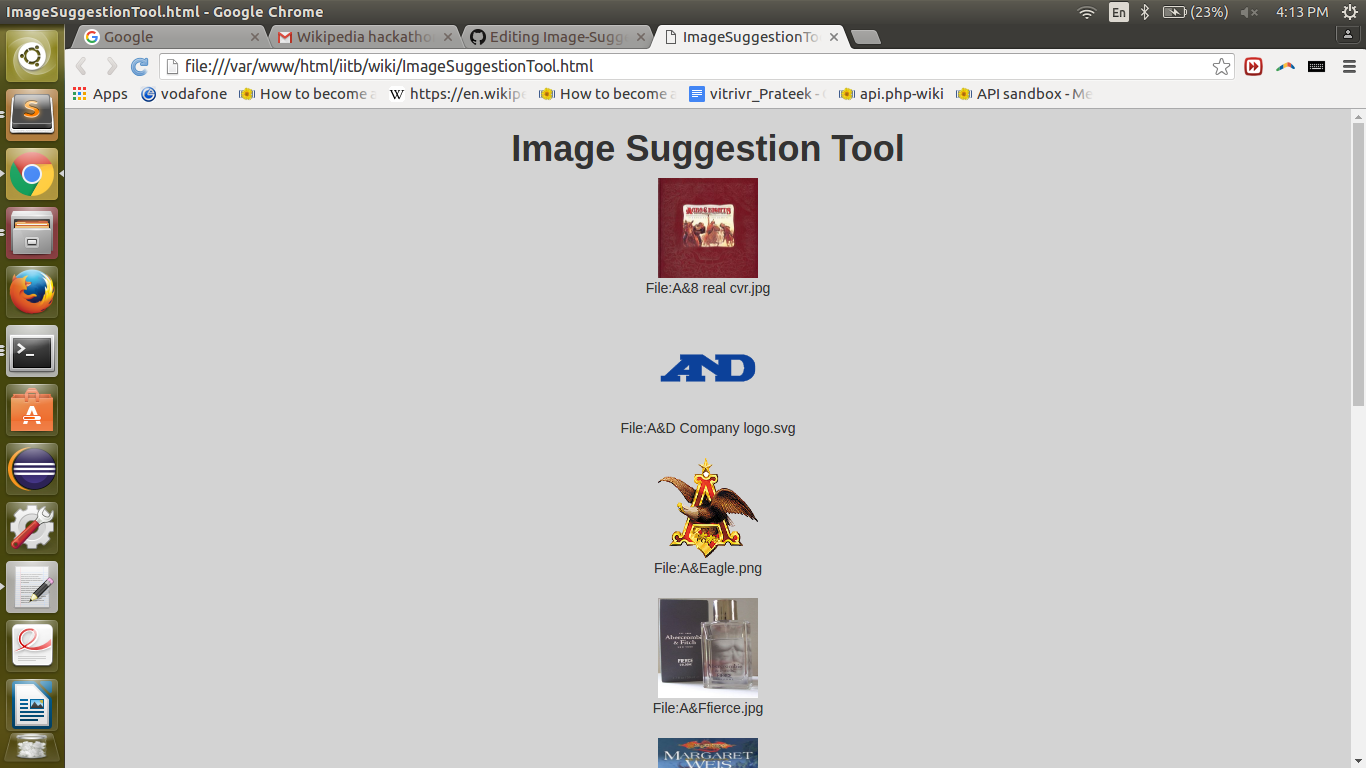 ImageSuggestionTool.html - Google Chrome
En
(23%)
4:13 PM
Google
Wikipedia hackatho
Editing Image-Sugg
ImageSuggestionToo
file:///var/www/html/iitb/wiki/ImageSuggestionTool.html
Apps
vodafone
How to become a
W
https://en.wikipe
How to become a
vitrivr_Prateek -
api.php-wiki
API sandbox - Me
Image Suggestion Tool
File:A&8 real cvr.jpg
AND
File:A&D Company logo.svg
File:A&Eagle.png
Abercrombie
& Fitch
FIERCE
File:A&Ffierce.jpg
MARGARET
WEIS